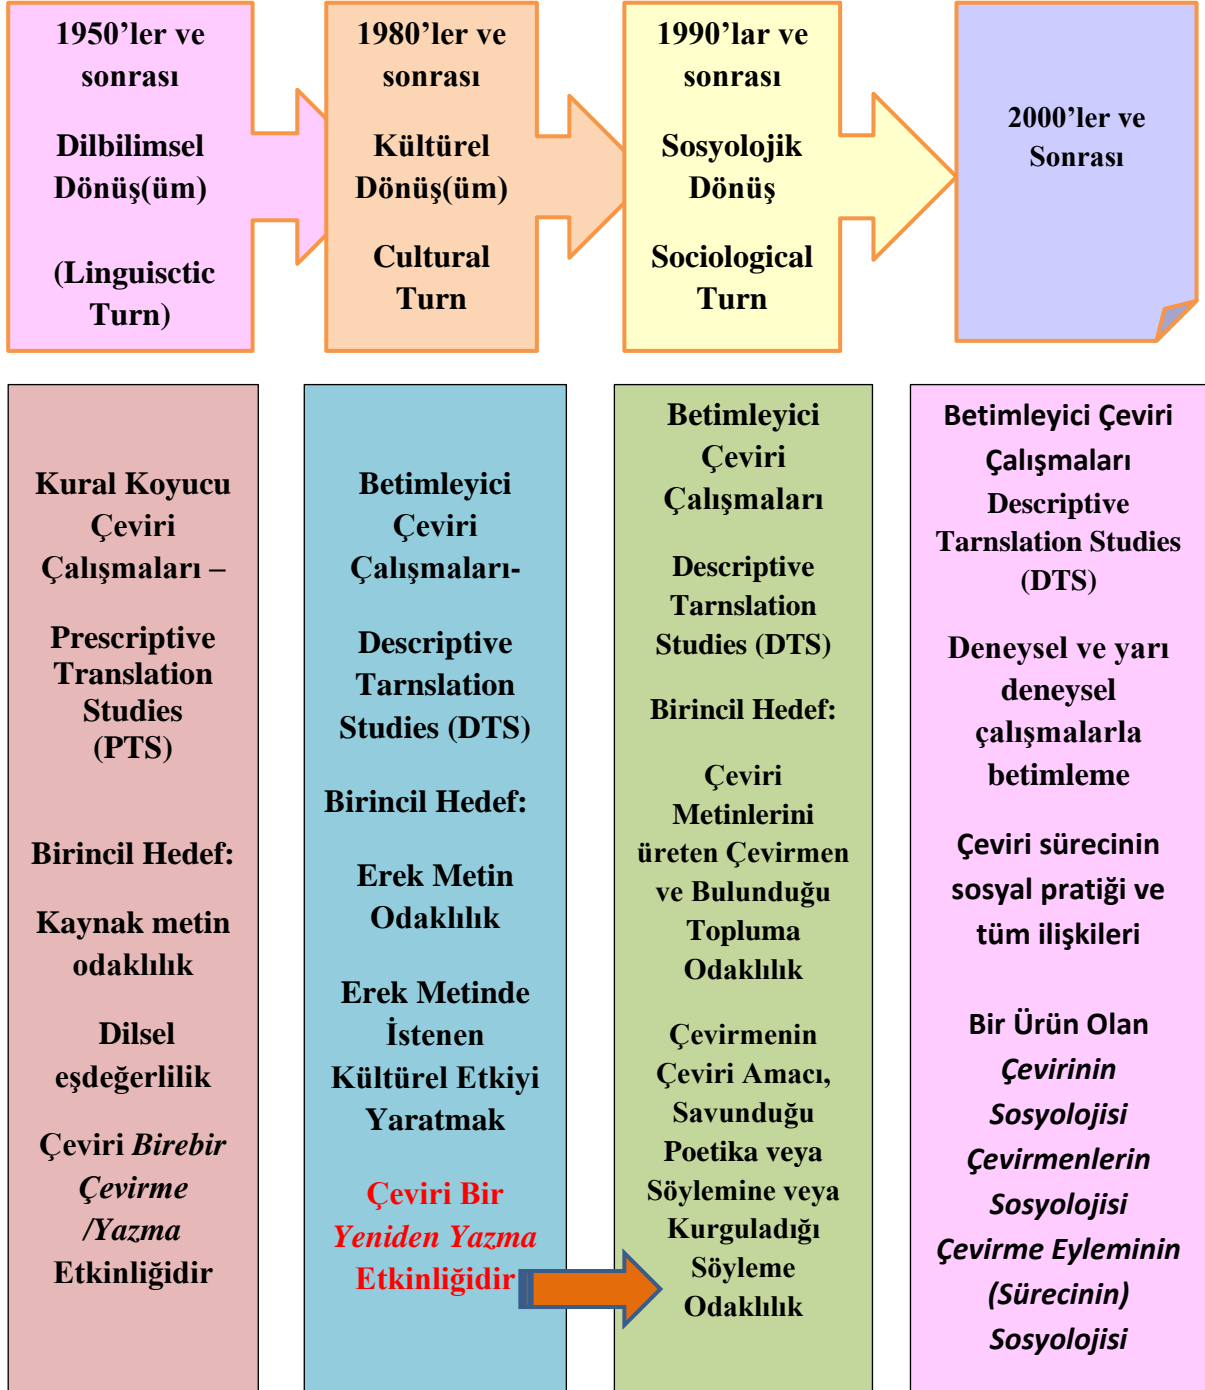 1950’ler ve
sonrası
Dilbilimsel
Dönüş(üm)
(Linguisctic
Turn)
1980’ler ve
sonrası
Kültürel
Dönüş(üm)
Cultural
Turn
1990’lar ve
sonrası
Sosyolojik
Dönüş
Sociological
Turn
2000’ler ve
Sonrası
Kural Koyucu
Çeviri
Çalışmaları –
Prescriptive
Translation
Studies
(PTS)
Birincil Hedef:
Kaynak metin
odaklılık
Dilsel
eşdeğerlilik
Çeviri Birebir
Çevirme
/Yazma
Etkinliğidir
Betimleyici
Çeviri
Çalışmaları-
Descriptive
Tarnslation
Studies (DTS)
Birincil Hedef:
Erek Metin
Odaklılık
Erek Metinde
İstenen
Kültürel Etkiyi
Yaratmak
Çeviri Bir
Yeniden Yazma
Etkinliğidir
Betimleyici
Çeviri
Çalışmaları
Descriptive
Tarnslation
Studies (DTS)
Birincil Hedef:
Çeviri
Metinlerini
üreten Çevirmen
ve Bulunduğu
Topluma
Odaklılık
Çevirmenin
Çeviri Amacı,
Savunduğu
Poetika veya
Söylemine veya
Kurguladığı
Söyleme
Odaklılık
Betimleyici Çeviri
Çalışmaları
Descriptive
Tarnslation Studies
(DTS)
Deneysel ve yarı
deneysel
çalışmalarla
betimleme
Çeviri sürecinin
sosyal pratiği ve
tüm ilişkileri
Bir Ürün Olan
Çevirinin
Sosyolojisi
Çevirmenlerin
Sosyolojisi
Çevirme Eyleminin
(Sürecinin)
Sosyolojisi